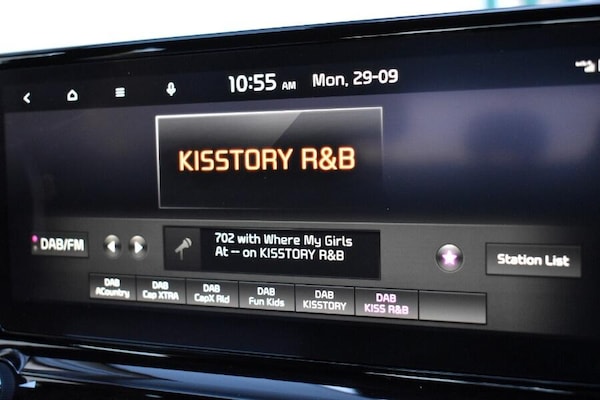 10:55 AM Mon, 29-09
KISSTORY R&B
DAB/FM
702 with Where My Girls
At -- on KISSTORY R&B
Station List
DAB
ACountry
DAB
Cap XTRA
DAB
CapX Rld
DAB
Fun Kids
DAB
KISSTORY
DAB
KISS R&B